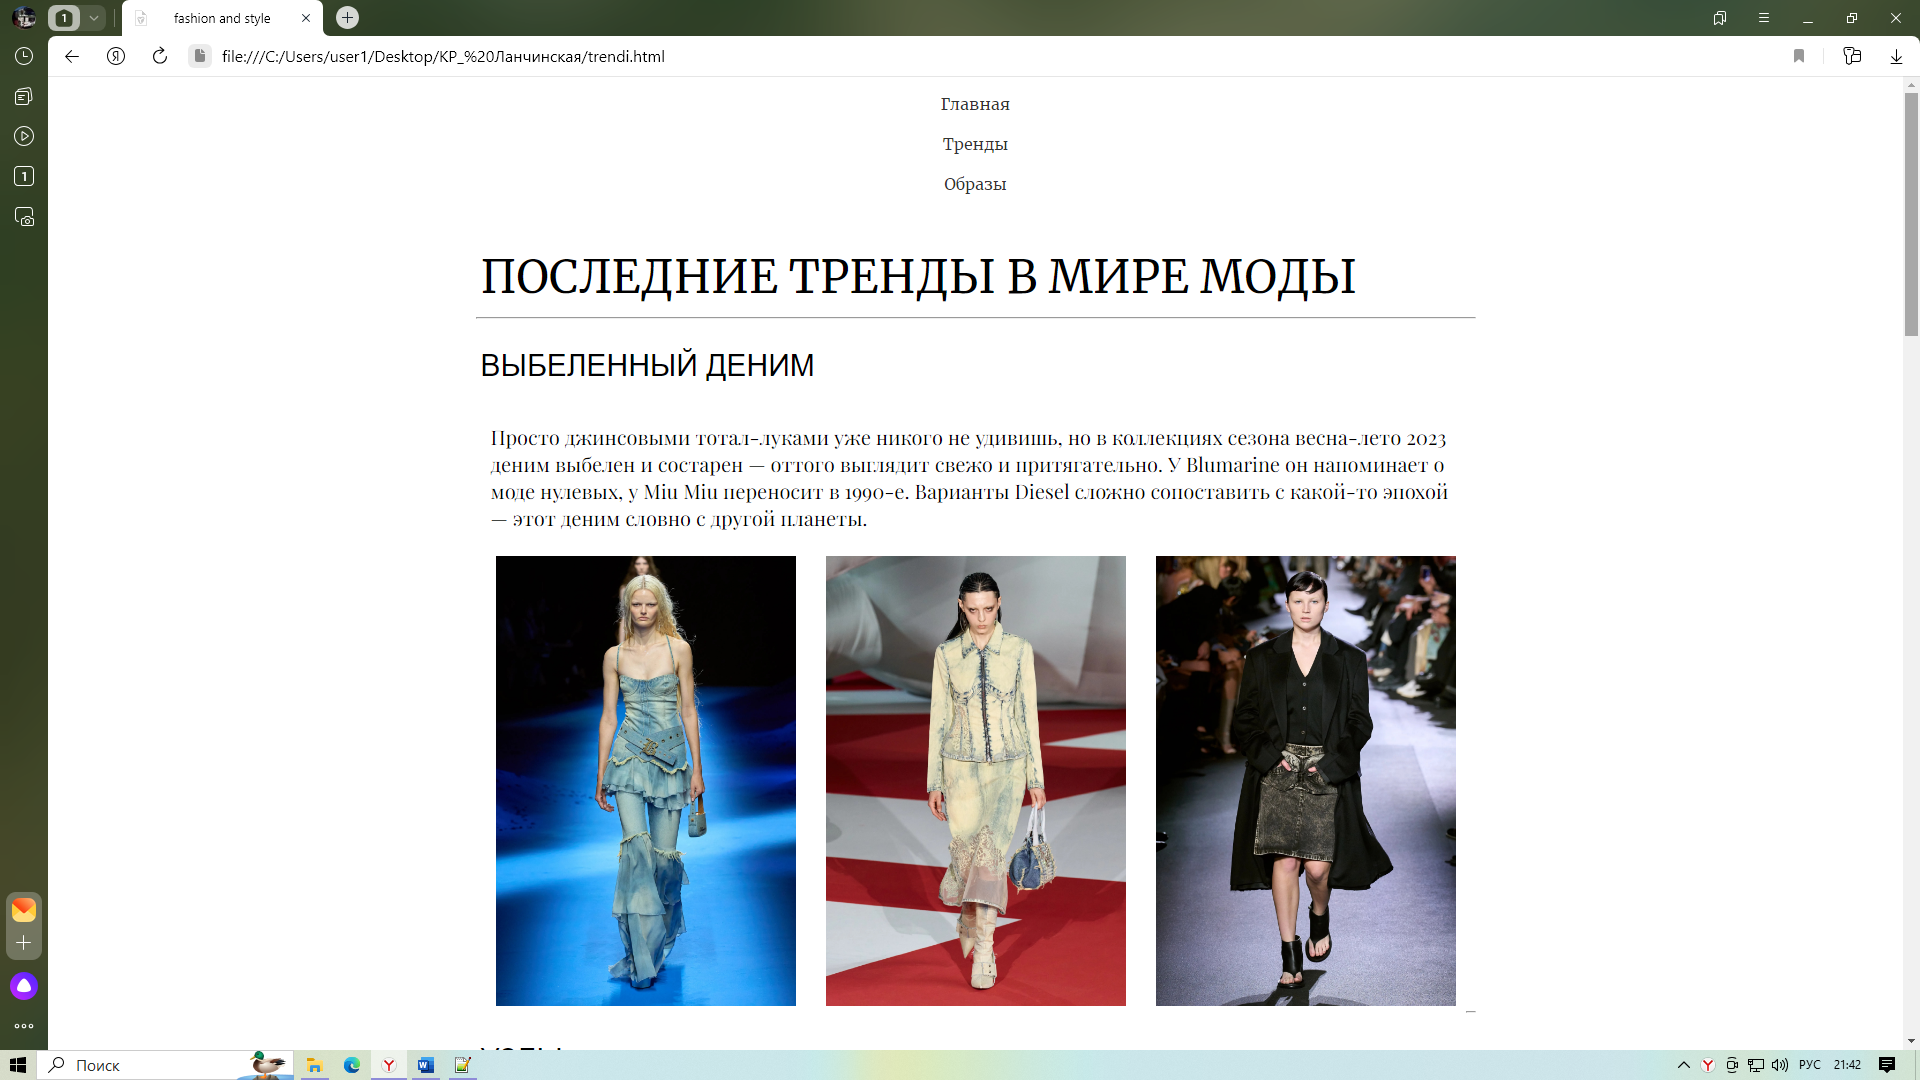 1
fashion and style
file:///C:/Users/user1/Desktop/КР_%20Ланчинская/trendi.html
1
Главная
Тренды
Образы
ПОСЛЕДНИЕ ТРЕНДЫ В МИРЕ МОДЫ
ВЫБЕЛЕННЫЙ ДЕНИМ
Просто джинсовыми тотал-луками уже никого не удивишь, но в коллекциях сезона весна-лето 2023
деним выбелен и состарен — оттого выглядит свежо и притягательно. У Blumarine он напоминает о
моде нулевых, у Miu Miu переносит в 1990-е. Варианты Diesel сложно сопоставить с какой-то эпохой
— этот деним словно с другой планеты.
Поиск
РУС
21:42